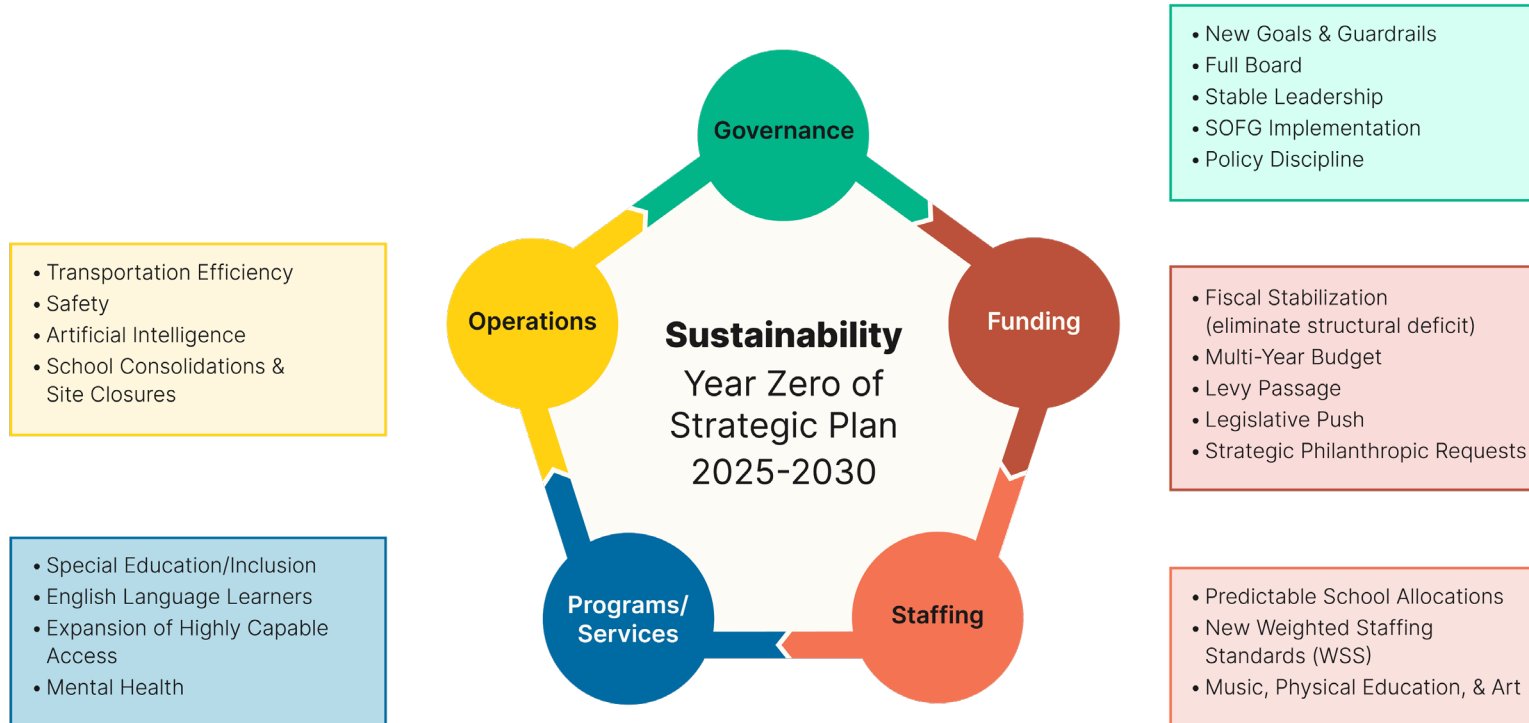 Governance
Operations
Funding
Staffing
Programs/
Services
Sustainability
Year Zero of
Strategic Plan
2025-2030
• New Goals & Guardrails
• Full Board
• Stable Leadership
• SOFG Implementation
• Policy Discipline
• Fiscal Stabilization
(eliminate structural deficit)
• Multi-Year Budget
• Levy Passage
• Legislative Push
• Strategic Philanthropic Requests
• Predictable School Allocations
• New Weighted Staffing
Standards (WSS)
• Music, Physical Education, & Art
• Special Education/Inclusion
• English Language Learners
• Expansion of Highly Capable
Access
• Mental Health
• Transportation Efficiency
• Safety
• Artificial Intelligence
• School Consolidations &
Site Closures